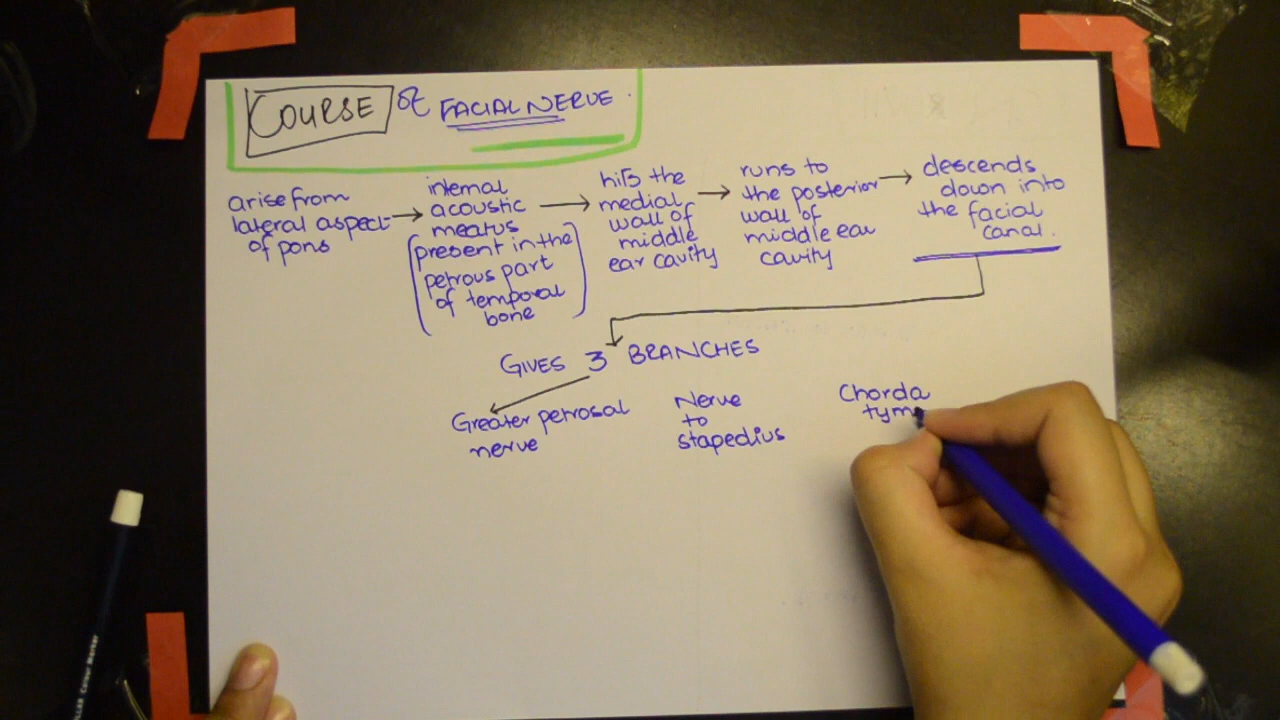 COURSE of FACIAL NERVE.
arise from
lateral aspect
of pons
internal
acoustic
meatus
(present in the
petrous part
of temporal
bone)
hits the
medial
wall of
middle
ear cavity
runs to
the posterior
wall of
middle ear
cavity
descends
down into
the facial
canal.
GIVES 3 BRANCHES
Greater petrosal
nerve
Nerve
to
stapedius
Chorda
tym